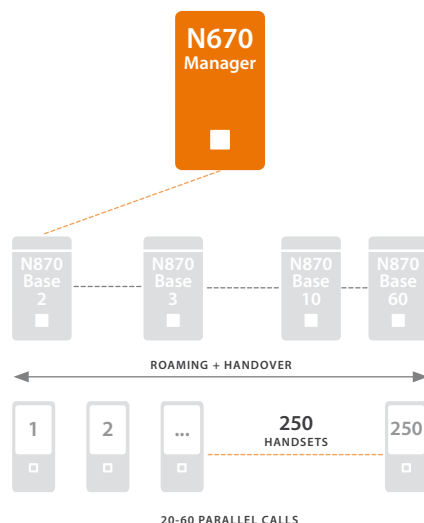 N670
Manager
N870
Base
2
N870
Base
3
N870
Base
10
N870
Base
60
ROAMING + HANDOVER
1
2
...
250
HANDSETS
250
20-60 PARALLEL CALLS